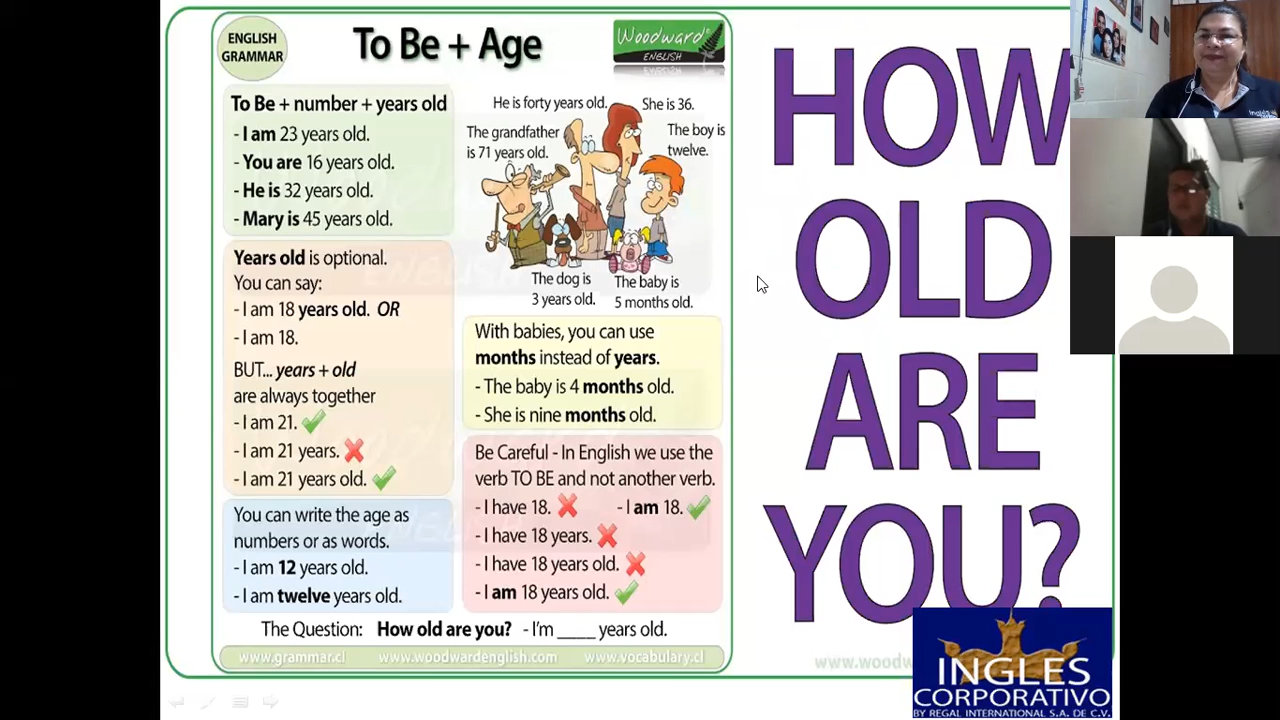 ENGLISH
GRAMMAR
To Be + Age
Woodward®
ENGLISH
To Be + number + years old
- I am 23 years old.
- You are 16 years old.
- He is 32 years old.
- Mary is 45 years old.
Years old is optional.
You can say:
- I am 18 years old. OR
- I am 18.
BUT... years + old
are always together
- I am 21.
- I am 21 years.
- I am 21 years old.
You can write the age as
numbers or as words.
- I am 12 years old.
- I am twelve years old.
He is forty years old.
She is 36.
The grandfather
is 71 years old.
The boy is
twelve.
The dog is
3 years old.
The baby is
5 months old.
With babies, you can use
months instead of years.
- The baby is 4 months old.
- She is nine months old.
Be Careful - In English we use the
verb TO BE and not another verb.
- I have 18. - I am 18.
- I have 18 years.
- I have 18 years old.
- I am 18 years old.
The Question: How old are you? - I'm ____ years old.
www.grammar.cl www.woodwardenglish.com www.vocabulary.cl
HOW
OLD
ARE
YOU?
www.woodw
INGLES
CORPORATIVO
BY REGAL INTERNATIONAL S.A. DE C.V.